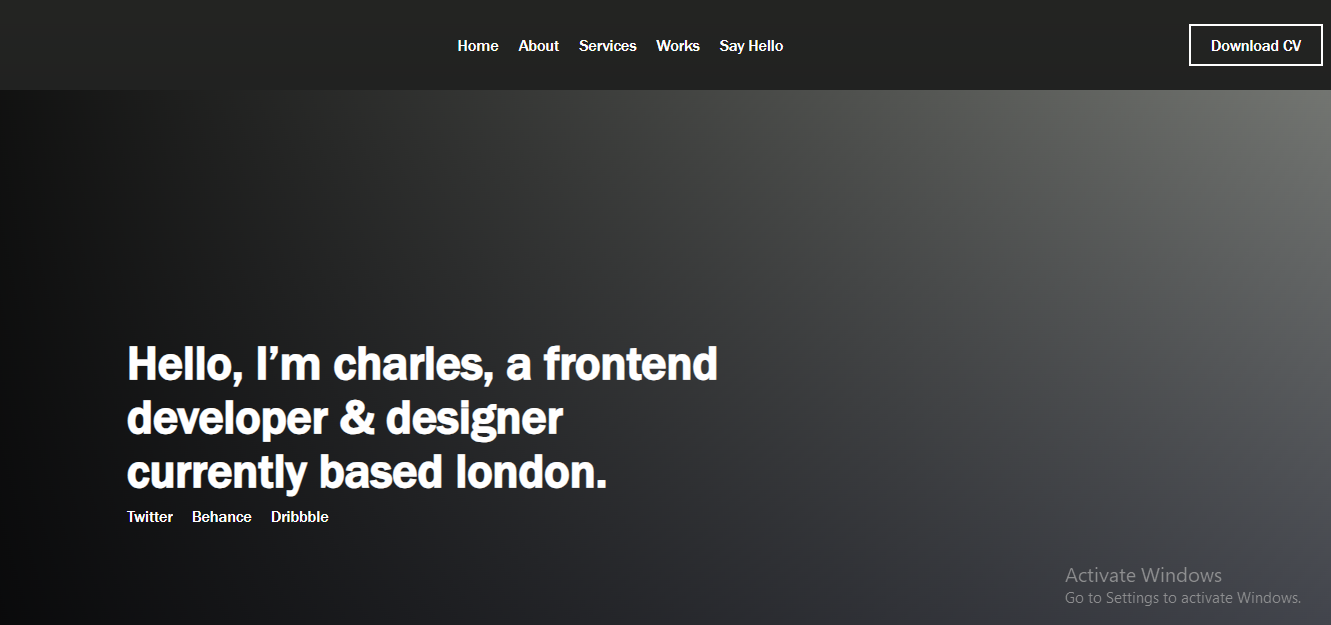 Home About Services Works Say Hello Download CV
Hello, I’m charles, a frontend
developer & designer
currently based london.
Twitter Behance Dribbble
Activate Windows
Go to Settings to activate Windows.